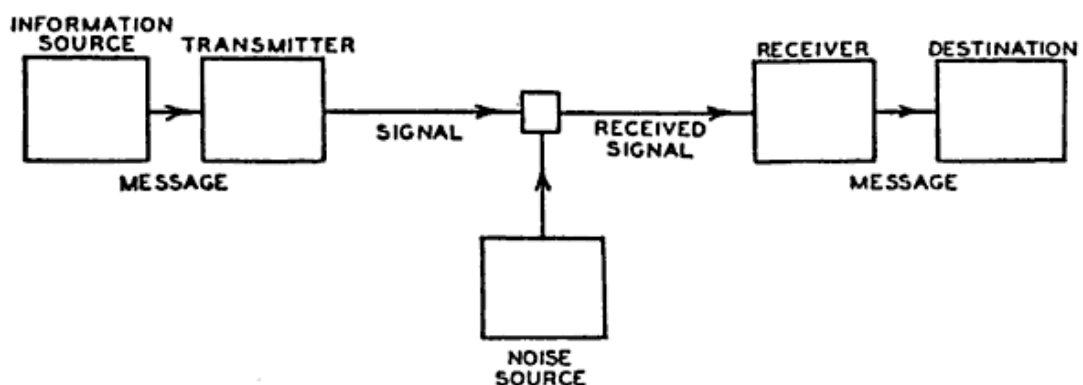 INFORMATION
SOURCE
TRANSMITTER
RECEIVER
DESTINATION
SIGNAL
RECEIVED
SIGNAL
MESSAGE
MESSAGE
NOISE
SOURCE